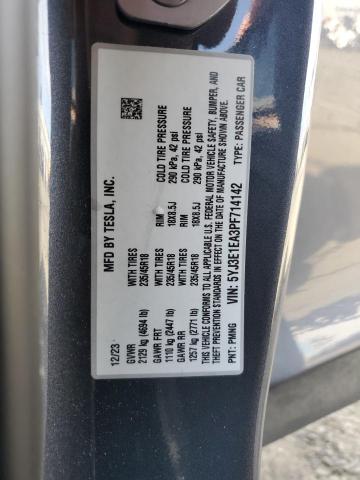 MFD BY TESLA, INC.
12/23
GVWR WITH TIRES RIM COLD TIRE PRESSURE
2129 kg (4694 lb) 235/45R18 18X8.5J 290 kPa, 42 psi
GAWR FRT WITH TIRES RIM COLD TIRE PRESSURE
1110 kg (2447 lb) 235/45R18 18X8.5J 290 kPa, 42 psi
GAWR RR WITH TIRES RIM COLD TIRE PRESSURE
1257 kg (2771 lb) 235/45R18 18X8.5J 290 kPa, 42 psi
THIS VEHICLE CONFORMS TO ALL APPLICABLE U.S. FEDERAL MOTOR VEHICLE SAFETY, BUMPER, AND
THEFT PREVENTION STANDARDS IN EFFECT ON THE DATE OF MANUFACTURE SHOWN ABOVE.
PNT: PMNG VIN: 5YJ3E1EA3PF714142 TYPE: PASSENGER CAR